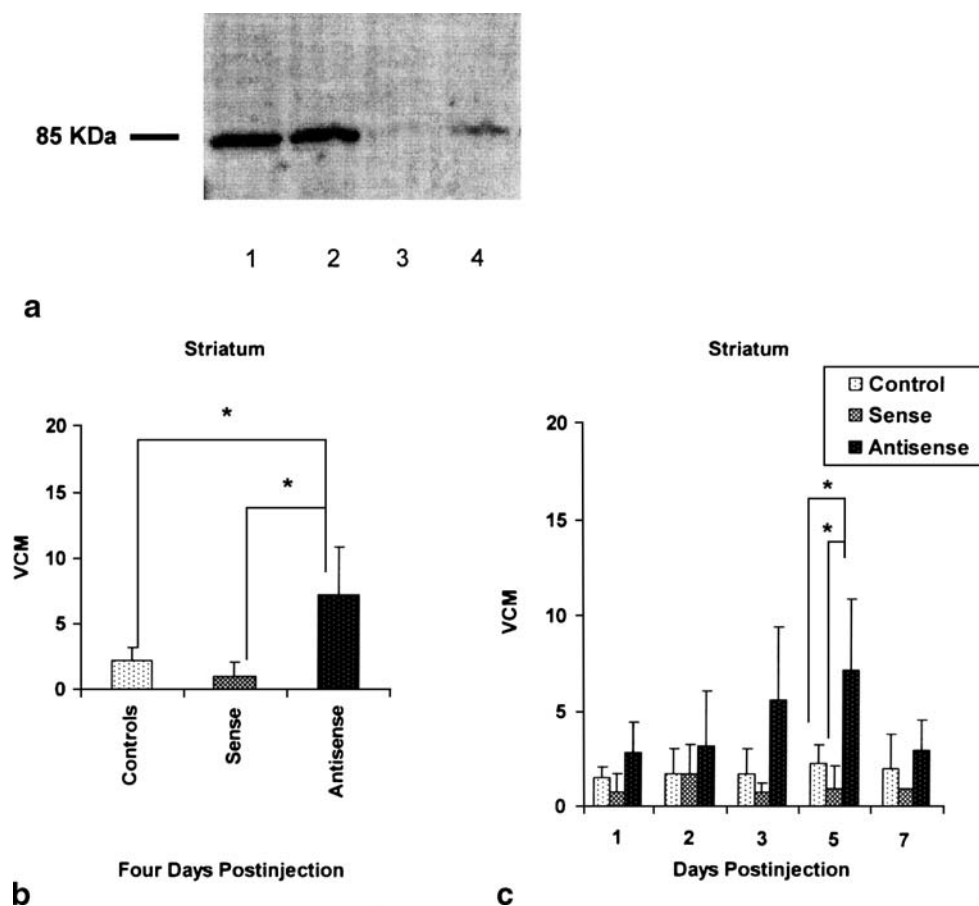 85 KDa
1 2 3 4
a
Striatum
VCM
20
15
10
5
0
*
*
Controls
Sense
Antisense
Four Days Postinjection
b
Striatum
Control
Sense
Antisense
VCM
20
15
10
5
0
*
*
1 2 3 5 7
Days Postinjection
c